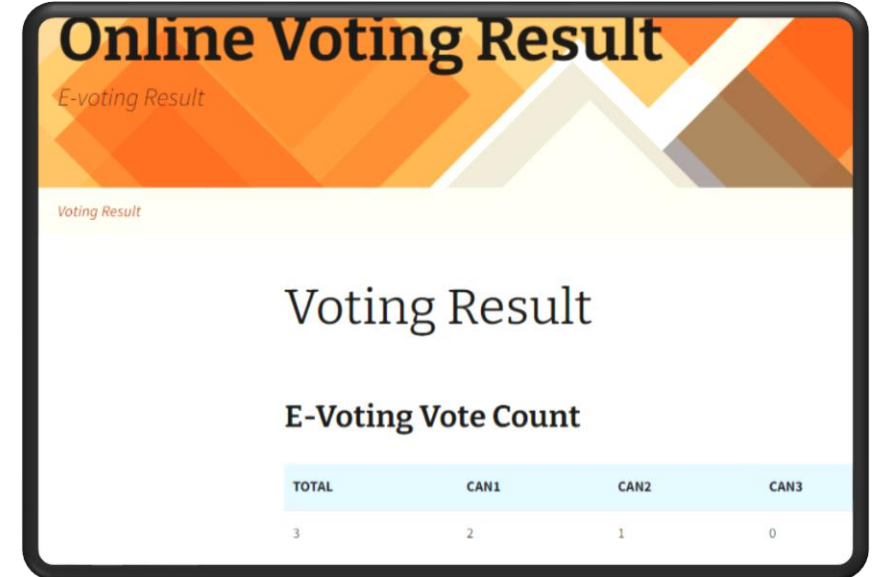 Online Voting Result
E-voting Result
Voting Result
Voting Result
E-Voting Vote Count
TOTAL CAN1 CAN2 CAN3
3 2 1 0